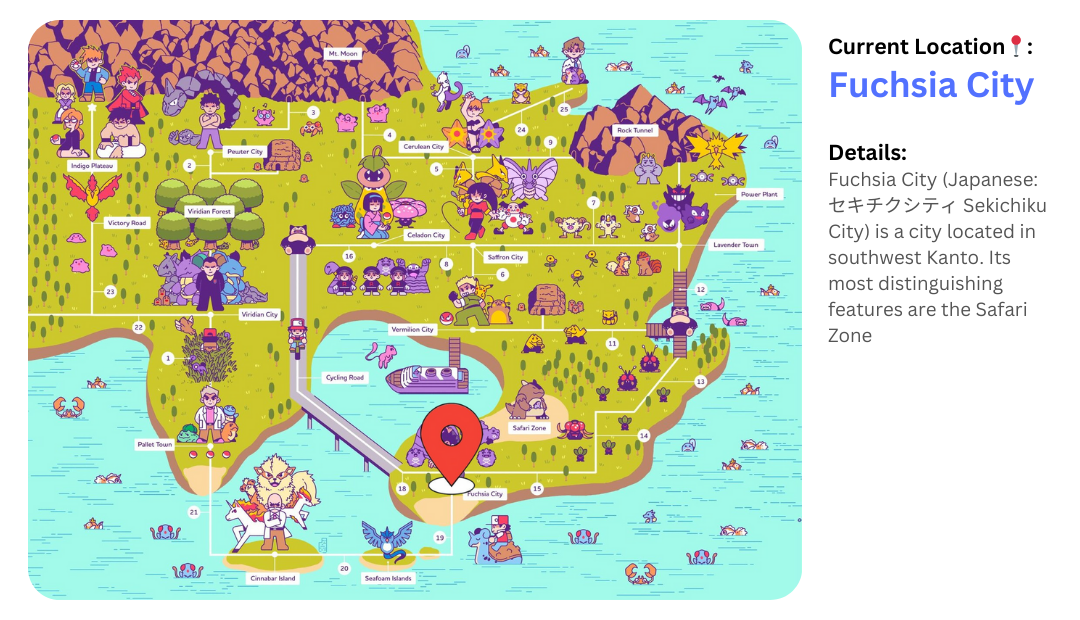 Mt. Moon
25
3
Rock Tunnel
24
4
Cerulean City
9
Pewter City
2
Indigo Plateau
5
Power Plant
7
Viridian Forest
Victory Road
Celadon City
Lavender Town
16
Saffron City
8
6
23
12
Viridian City
22
Vermilion City
11
1
Cycling Road
13
Safari Zone
14
Pallet Town
18
Fuchsia City
15
21
19
20
Cinnabar Island
Seafoam Islands
Current Location📍:
Fuchsia City
Details:
Fuchsia City (Japanese:
セキチクシティ Sekichiku
City) is a city located in
southwest Kanto. Its
most distinguishing
features are the Safari
Zone